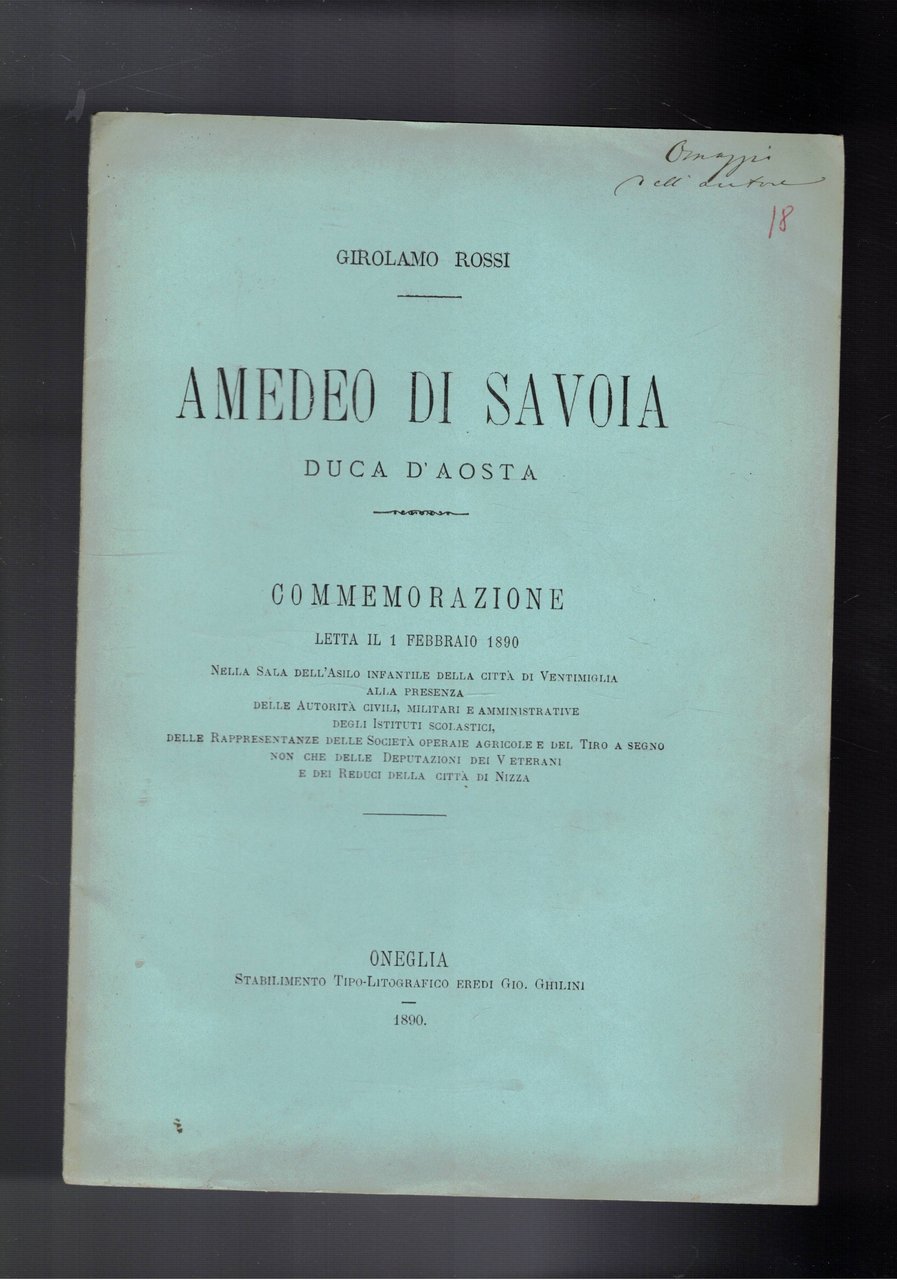 Omaggio
dell' autore
18
GIROLAMO ROSSI
AMEDEO DI SAVOIA
DUCA D'AOSTA
COMMEMORAZIONE
LETTA IL 1 FEBBRAIO 1890
NELLA SALA DELL'ASILO INFANTILE DELLA CITTÀ DI VENTIMIGLIA
ALLA PRESENZA
DELLE AUTORITÀ CIVILI, MILITARI E AMMINISTRATIVE
DEGLI ISTITUTI SCOLASTICI,
DELLE RAPPRESENTANZE DELLE SOCIETÀ OPERAIE AGRICOLE E DEL TIRO A SEGNO
NON CHE DELLE DEPUTAZIONI DEI VETERANI
E DEI REDUCI DELLA CITTÀ DI NIZZA
ONEGLIA
STABILIMENTO TIPO-LITOGRAFICO EREDI GIO. GHILINI
1890.